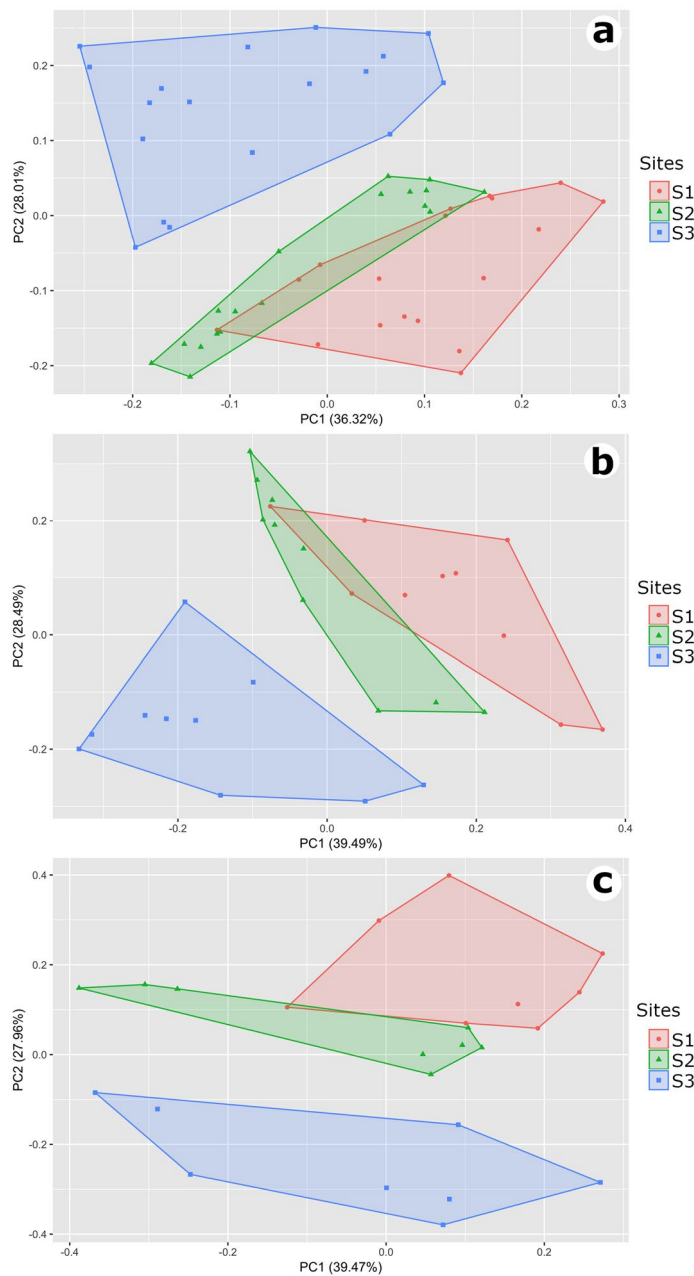 a
0.2
0.1
0.0
-0.1
-0.2
PC2 (28.01%)
-0.2
-0.1
0.0
0.1
0.2
0.3
PC1 (36.32%)
Sites
S1
S2
S3
b
0.2
0.0
-0.2
PC2 (28.49%)
-0.2
0.0
0.2
0.4
PC1 (39.49%)
Sites
S1
S2
S3
c
0.4
0.2
0.0
-0.2
-0.4
PC2 (27.96%)
-0.4
-0.2
0.0
0.2
PC1 (39.47%)
Sites
S1
S2
S3